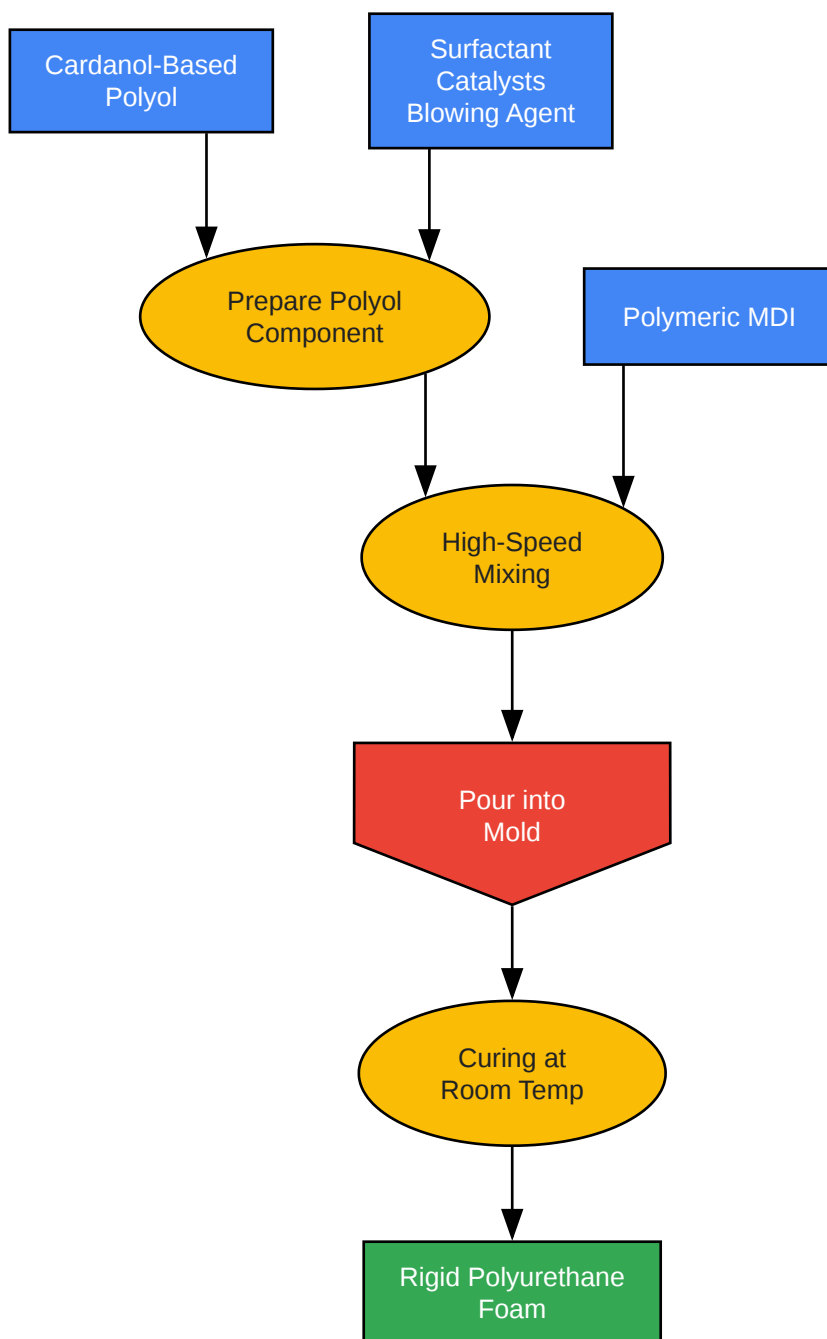 Cardanol-Based
Polyol
Surfactant
Catalysts
Blowing Agent
Prepare Polyol
Component
Polymeric MDI
High-Speed
Mixing
Pour into
Mold
Curing at
Room Temp
Rigid Polyurethane
Foam